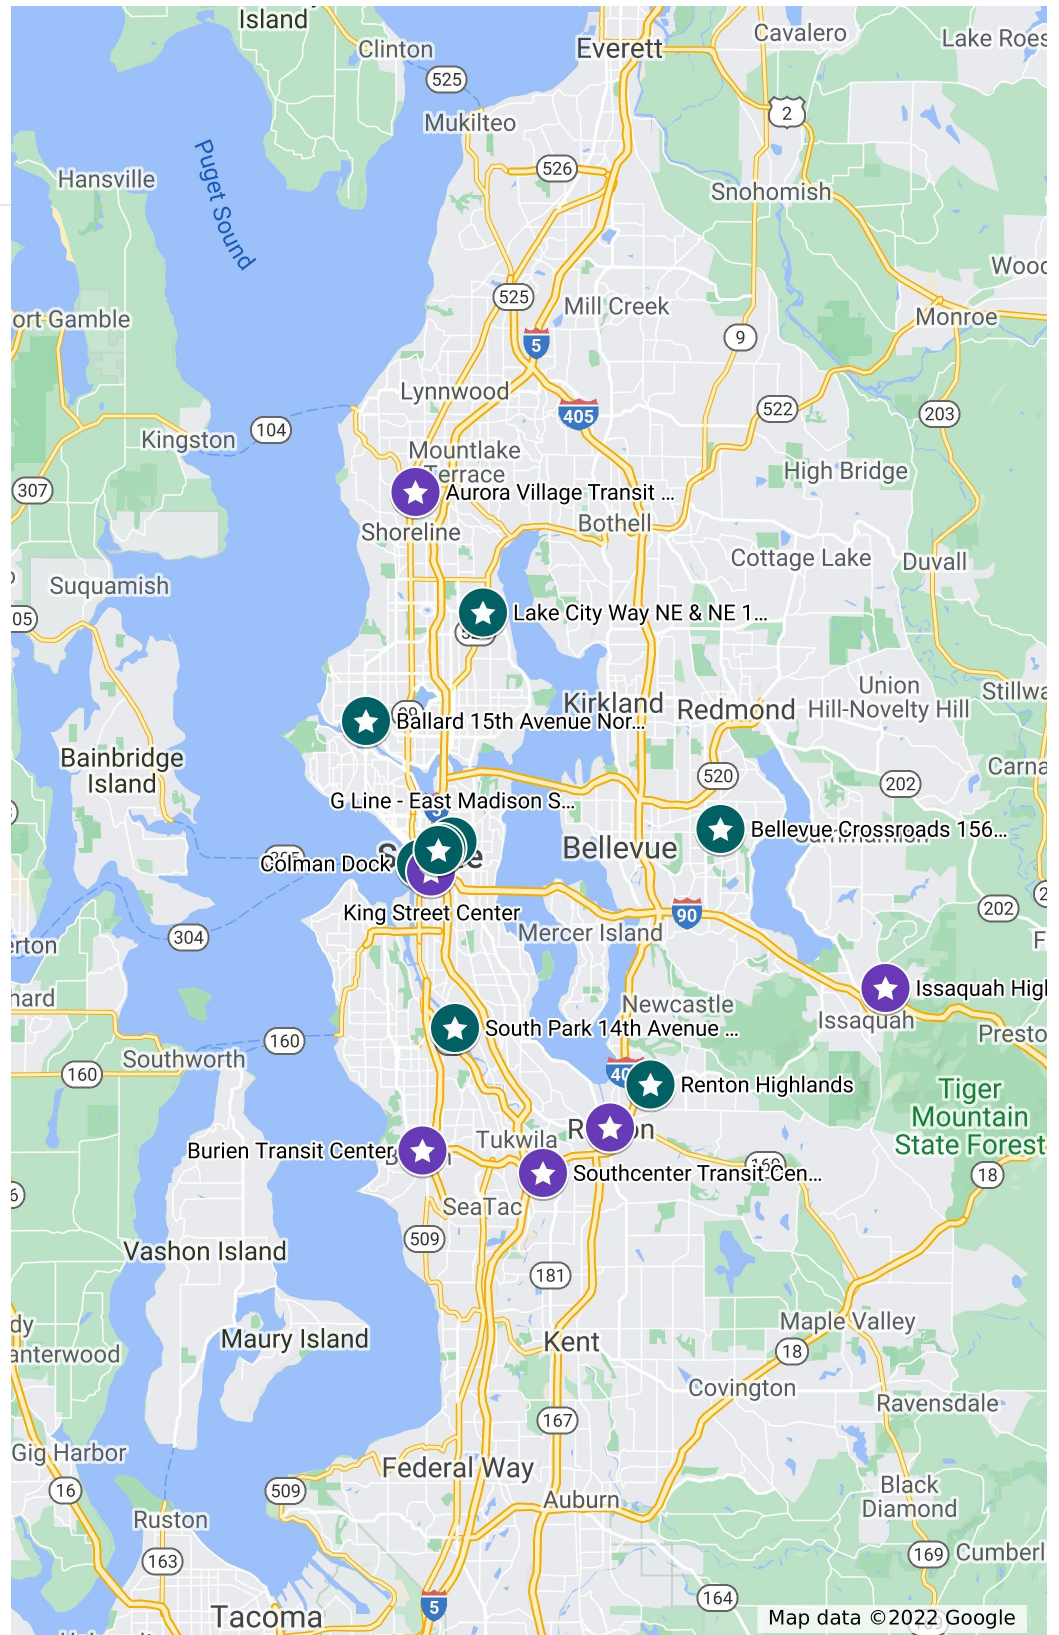 Island
Clinton
Everett
Cavalero
Lake Roes
525
Mukilteo
2
Puget Sound
526
Hansville
Snohomish
Wood
525
Mill Creek
ort Gamble
Monroe
5
9
Lynnwood
405
522
203
104
Kingston
Mountlake
Terrace
High Bridge
307
Aurora Village Transit ...
Shoreline
Bothell
Cottage Lake
Duvall
Suquamish
05
Lake City Way NE & NE 1...
Union
Hill-Novelty Hill
Stillwa
Kirkland
Redmond
Ballard 15th Avenue Nor...
Bainbridge
Island
520
202
Carna
G Line - East Madison S...
5
Bellevue Crossroads 156...
Bellevue
Colman Dock
King Street Center
90
202
304
erton
Mercer Island
nard
Issaquah High
Newcastle
Issaquah
South Park 14th Avenue ...
Presto
160
Southworth
160
Renton Highlands
Tiger
Mountain
State Forest
Tukwila
Burien Transit Center
169
Southcenter Transit Cen...
18
6
SeaTac
509
Vashon Island
181
dy
Maury Island
Kent
Maple Valley
anterwood
18
Covington
Ravensdale
167
Gig Harbor
Federal Way
16
509
Auburn
Black
Diamond
Ruston
163
169
Cumberl
5
164
Tacoma
Map data ©2022 Google